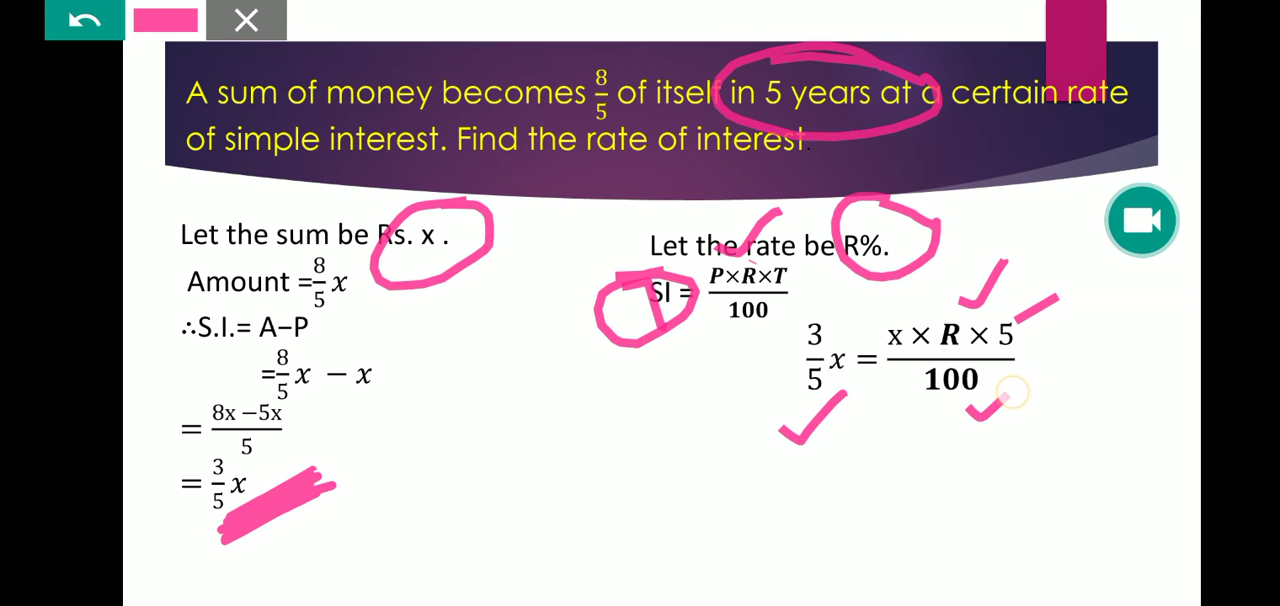 A sum of money becomes 8/5 of itself in 5 years at a certain rate
of simple interest. Find the rate of interest.
Let the sum be Rs. x .
Amount =8/5 x
∴S.I.= A−P
=8/5 x − x
= (8x −5x)/5
= 3/5 x
Let the rate be R%.
SI = (P×R×T)/100
3/5 x = (x × R × 5)/100